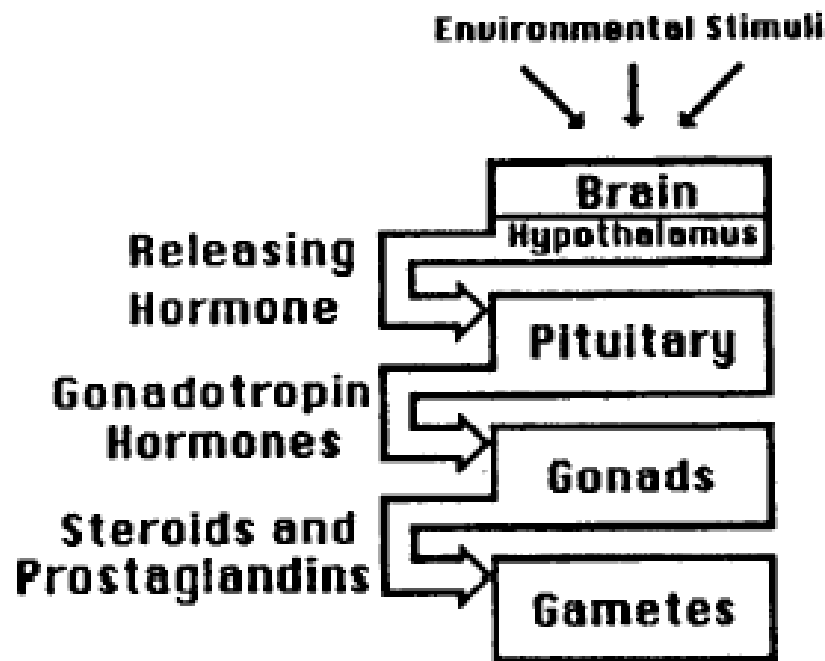 Environmental Stimuli
Brain
Hypothalamus
Releasing
Hormone
Pituitary
Gonadotropin
Hormones
Gonads
Steroids and
Prostaglandins
Gametes